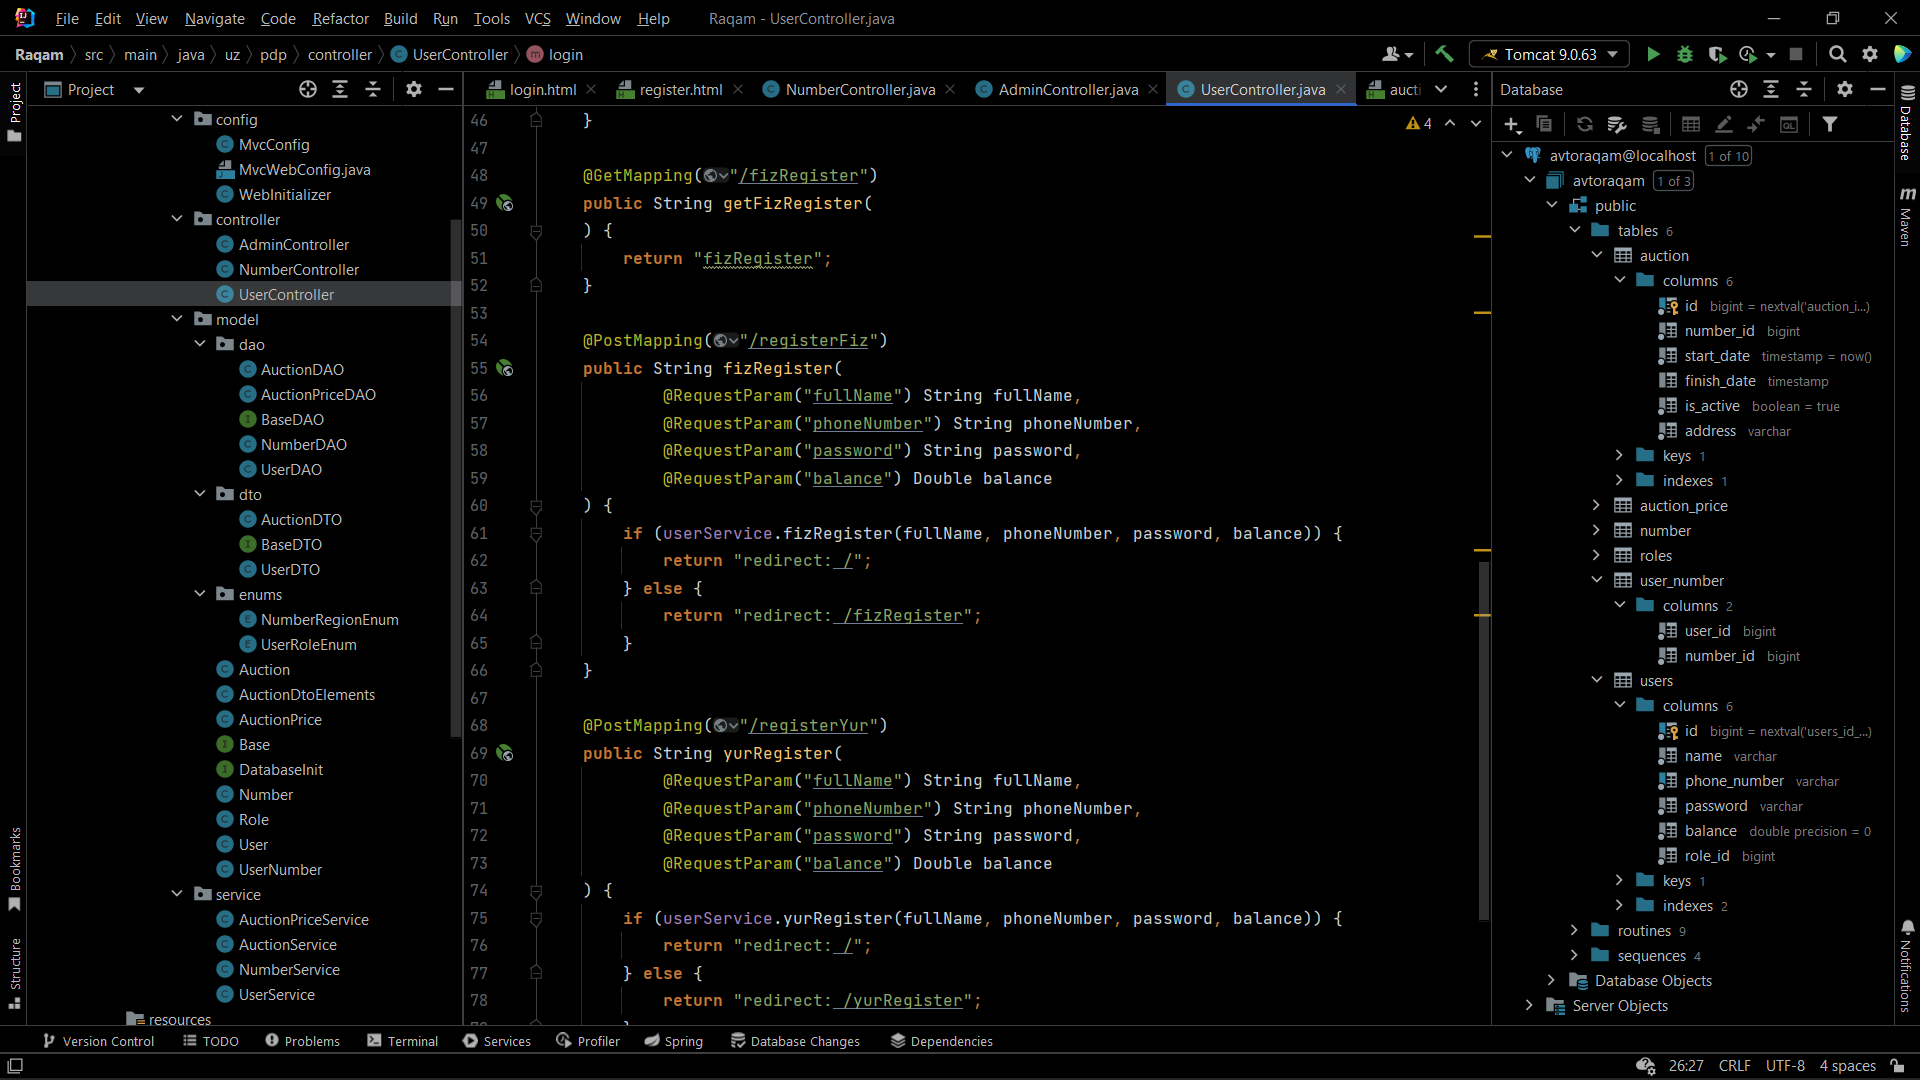 File Edit View Navigate Code Refactor Build Run Tools VCS Window Help Raqam - UserController.java
Raqam src main java uz pdp controller UserController login
Tomcat 9.0.63
Project
login.html register.html NumberController.java AdminController.java UserController.java aucti
Database
Project
config
MvcConfig
MvcWebConfig.java
WebInitializer
controller
AdminController
NumberController
UserController
model
dao
AuctionDAO
AuctionPriceDAO
BaseDAO
NumberDAO
UserDAO
dto
AuctionDTO
BaseDTO
UserDTO
enums
NumberRegionEnum
UserRoleEnum
Auction
AuctionDtoElements
AuctionPrice
Base
DatabaseInit
Number
Role
User
UserNumber
service
AuctionPriceService
AuctionService
NumberService
UserService
resources
Bookmarks
Structure
4
46 }
47
48 @GetMapping("/fizRegister")
49 public String getFizRegister(
50 ) {
51 return "fizRegister";
52 }
53
54 @PostMapping("/registerFiz")
55 public String fizRegister(
56 @RequestParam("fullName") String fullName,
57 @RequestParam("phoneNumber") String phoneNumber,
58 @RequestParam("password") String password,
59 @RequestParam("balance") Double balance
60 ) {
61 if (userService.fizRegister(fullName, phoneNumber, password, balance)) {
62 return "redirect: /";
63 } else {
64 return "redirect: /fizRegister";
65 }
66 }
67
68 @PostMapping("/registerYur")
69 public String yurRegister(
70 @RequestParam("fullName") String fullName,
71 @RequestParam("phoneNumber") String phoneNumber,
72 @RequestParam("password") String password,
73 @RequestParam("balance") Double balance
74 ) {
75 if (userService.yurRegister(fullName, phoneNumber, password, balance)) {
76 return "redirect: /";
77 } else {
78 return "redirect: /yurRegister";
avtoraqam@localhost 1 of 10
avtoraqam 1 of 3
public
tables 6
auction
columns 6
id bigint = nextval('auction_i...)
number_id bigint
start_date timestamp = now()
finish_date timestamp
is_active boolean = true
address varchar
keys 1
indexes 1
auction_price
number
roles
user_number
columns 2
user_id bigint
number_id bigint
users
columns 6
id bigint = nextval('users_id_...)
name varchar
phone_number varchar
password varchar
balance double precision = 0
role_id bigint
keys 1
indexes 2
routines 9
sequences 4
Database Objects
Server Objects
Database
Maven
Notifications
Version Control TODO Problems Terminal Services Profiler Spring Database Changes Dependencies
26:27 CRLF UTF-8 4 spaces